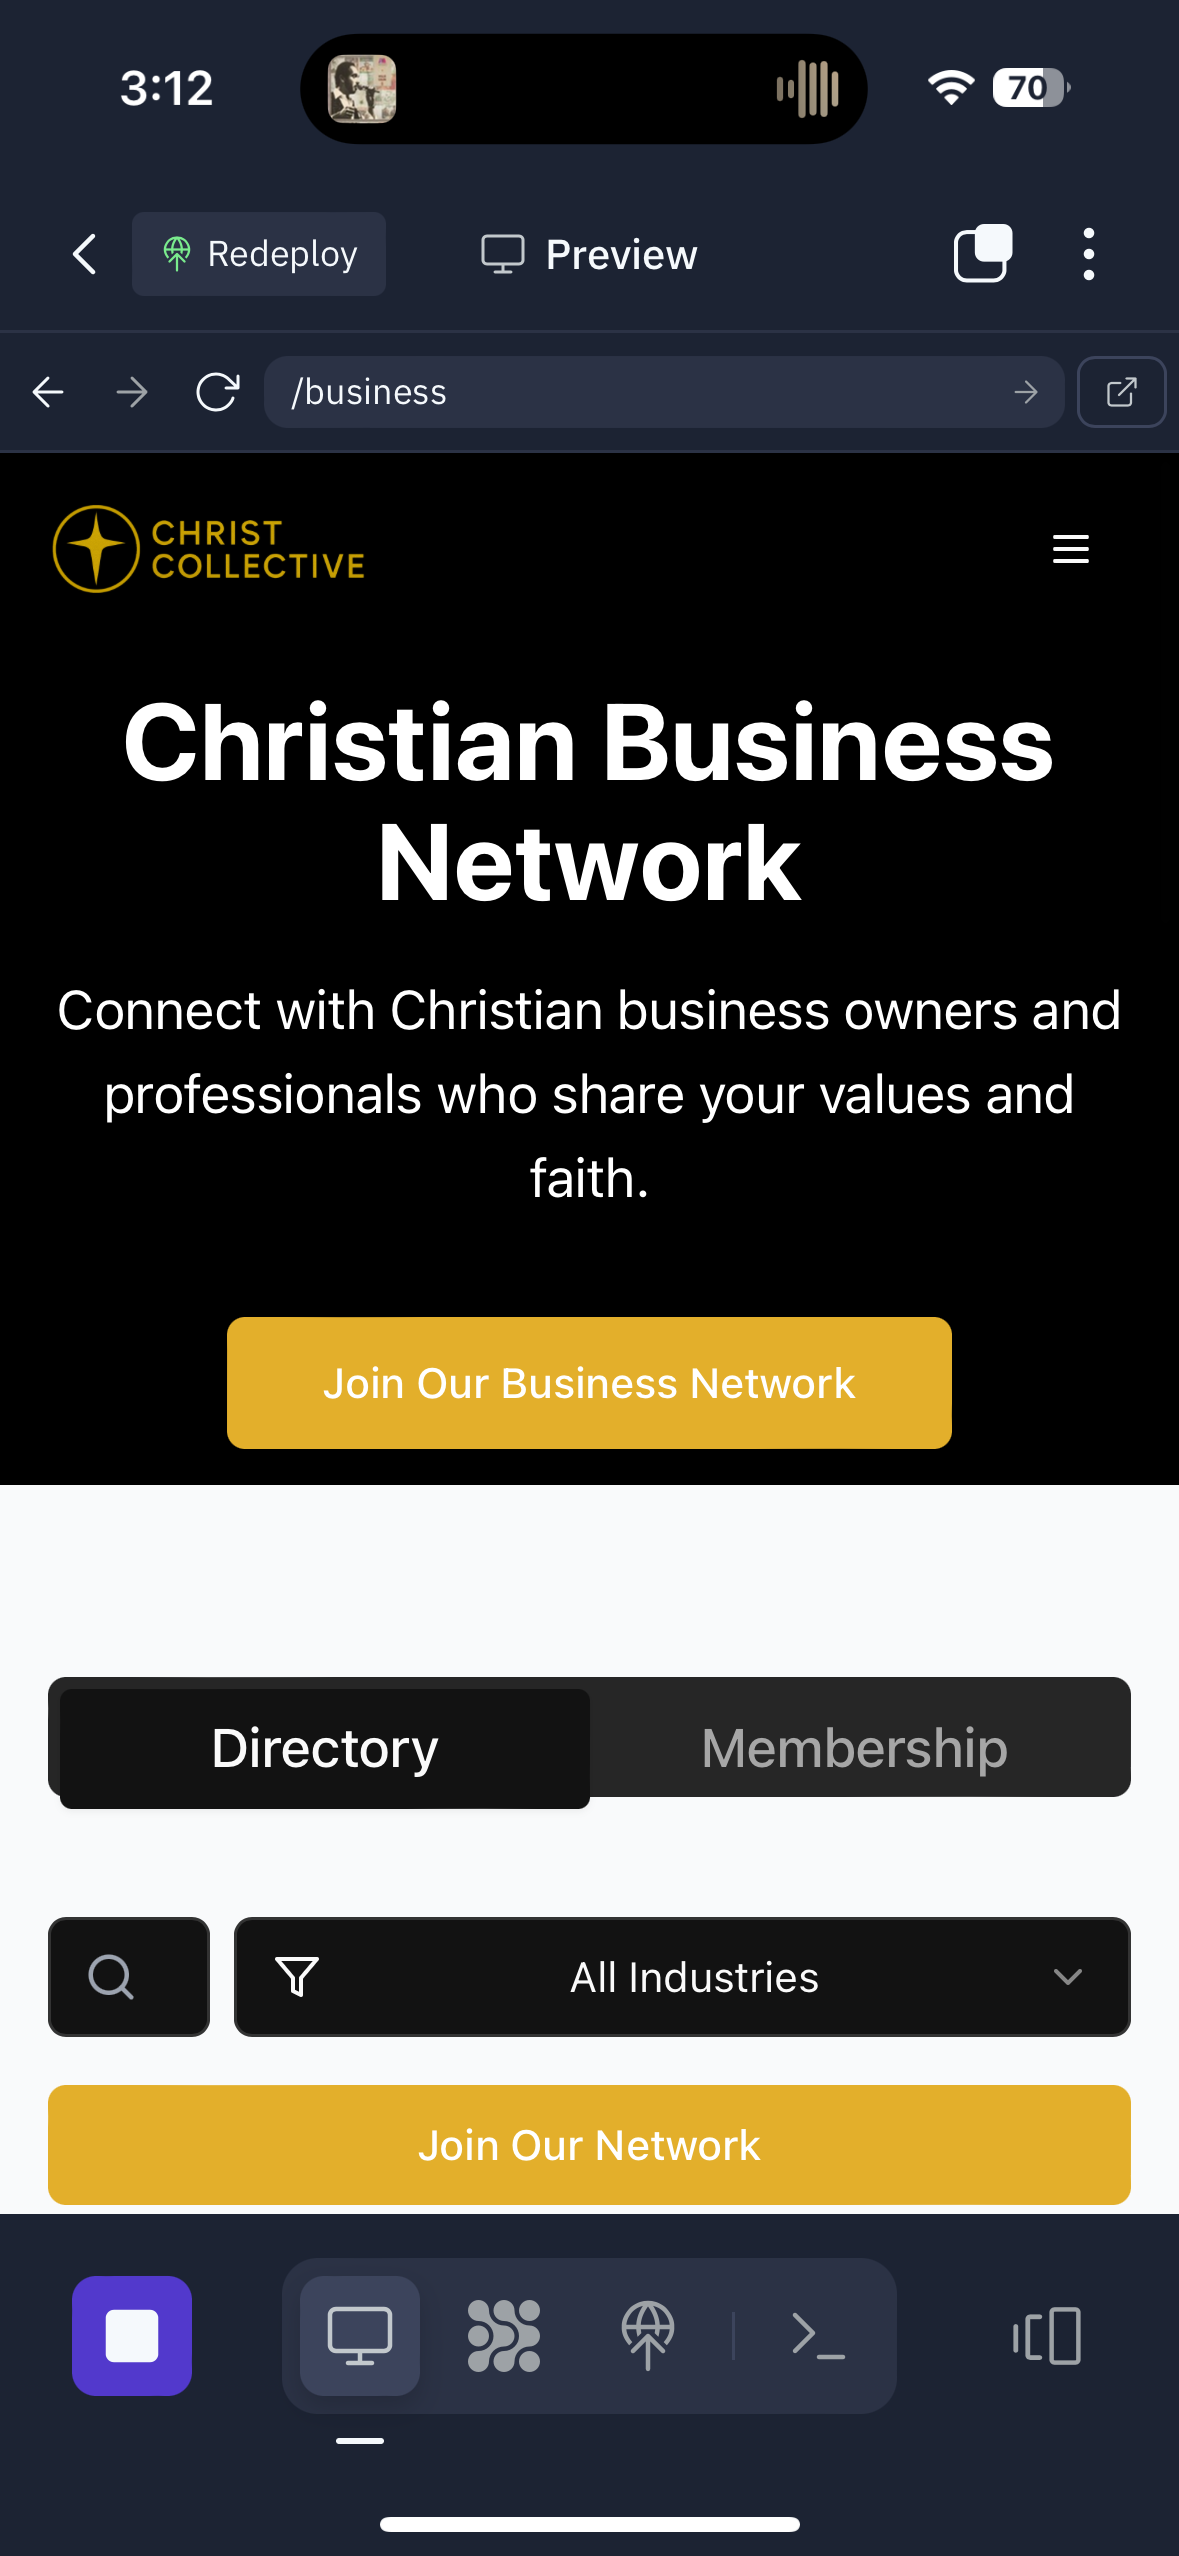 3:12
70
Redeploy
Preview
/business
CHRIST
COLLECTIVE
Christian Business
Network
Connect with Christian business owners and
professionals who share your values and
faith.
Join Our Business Network
Directory
Membership
All Industries
Join Our Network